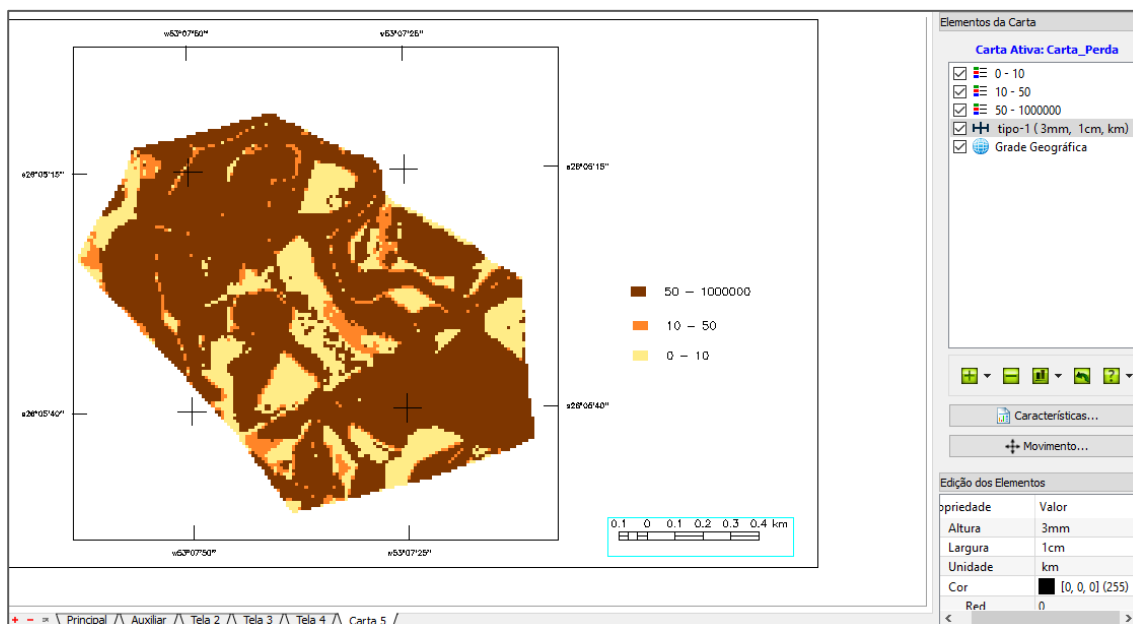 Elementos da Carta
Carta Ativa: Carta_Perda
0 - 10
10 - 50
50 - 1000000
tipo-1 ( 3mm, 1cm, km)
Grade Geográfica
Características...
Movimento...
Edição dos Elementos
opriedade Valor
Altura 3mm
Largura 1cm
Unidade km
Cor [0, 0, 0] (255)
Red 0
w53°07'50" w53°07'25"
s26°05'15" s26°05'15"
50 - 1000000
10 - 50
0 - 10
s26°05'40" s26°05'40"
w53°07'50" w53°07'25"
0.1 0 0.1 0.2 0.3 0.4 km
Principal Auxiliar Tela 2 Tela 3 Tela 4 Carta 5